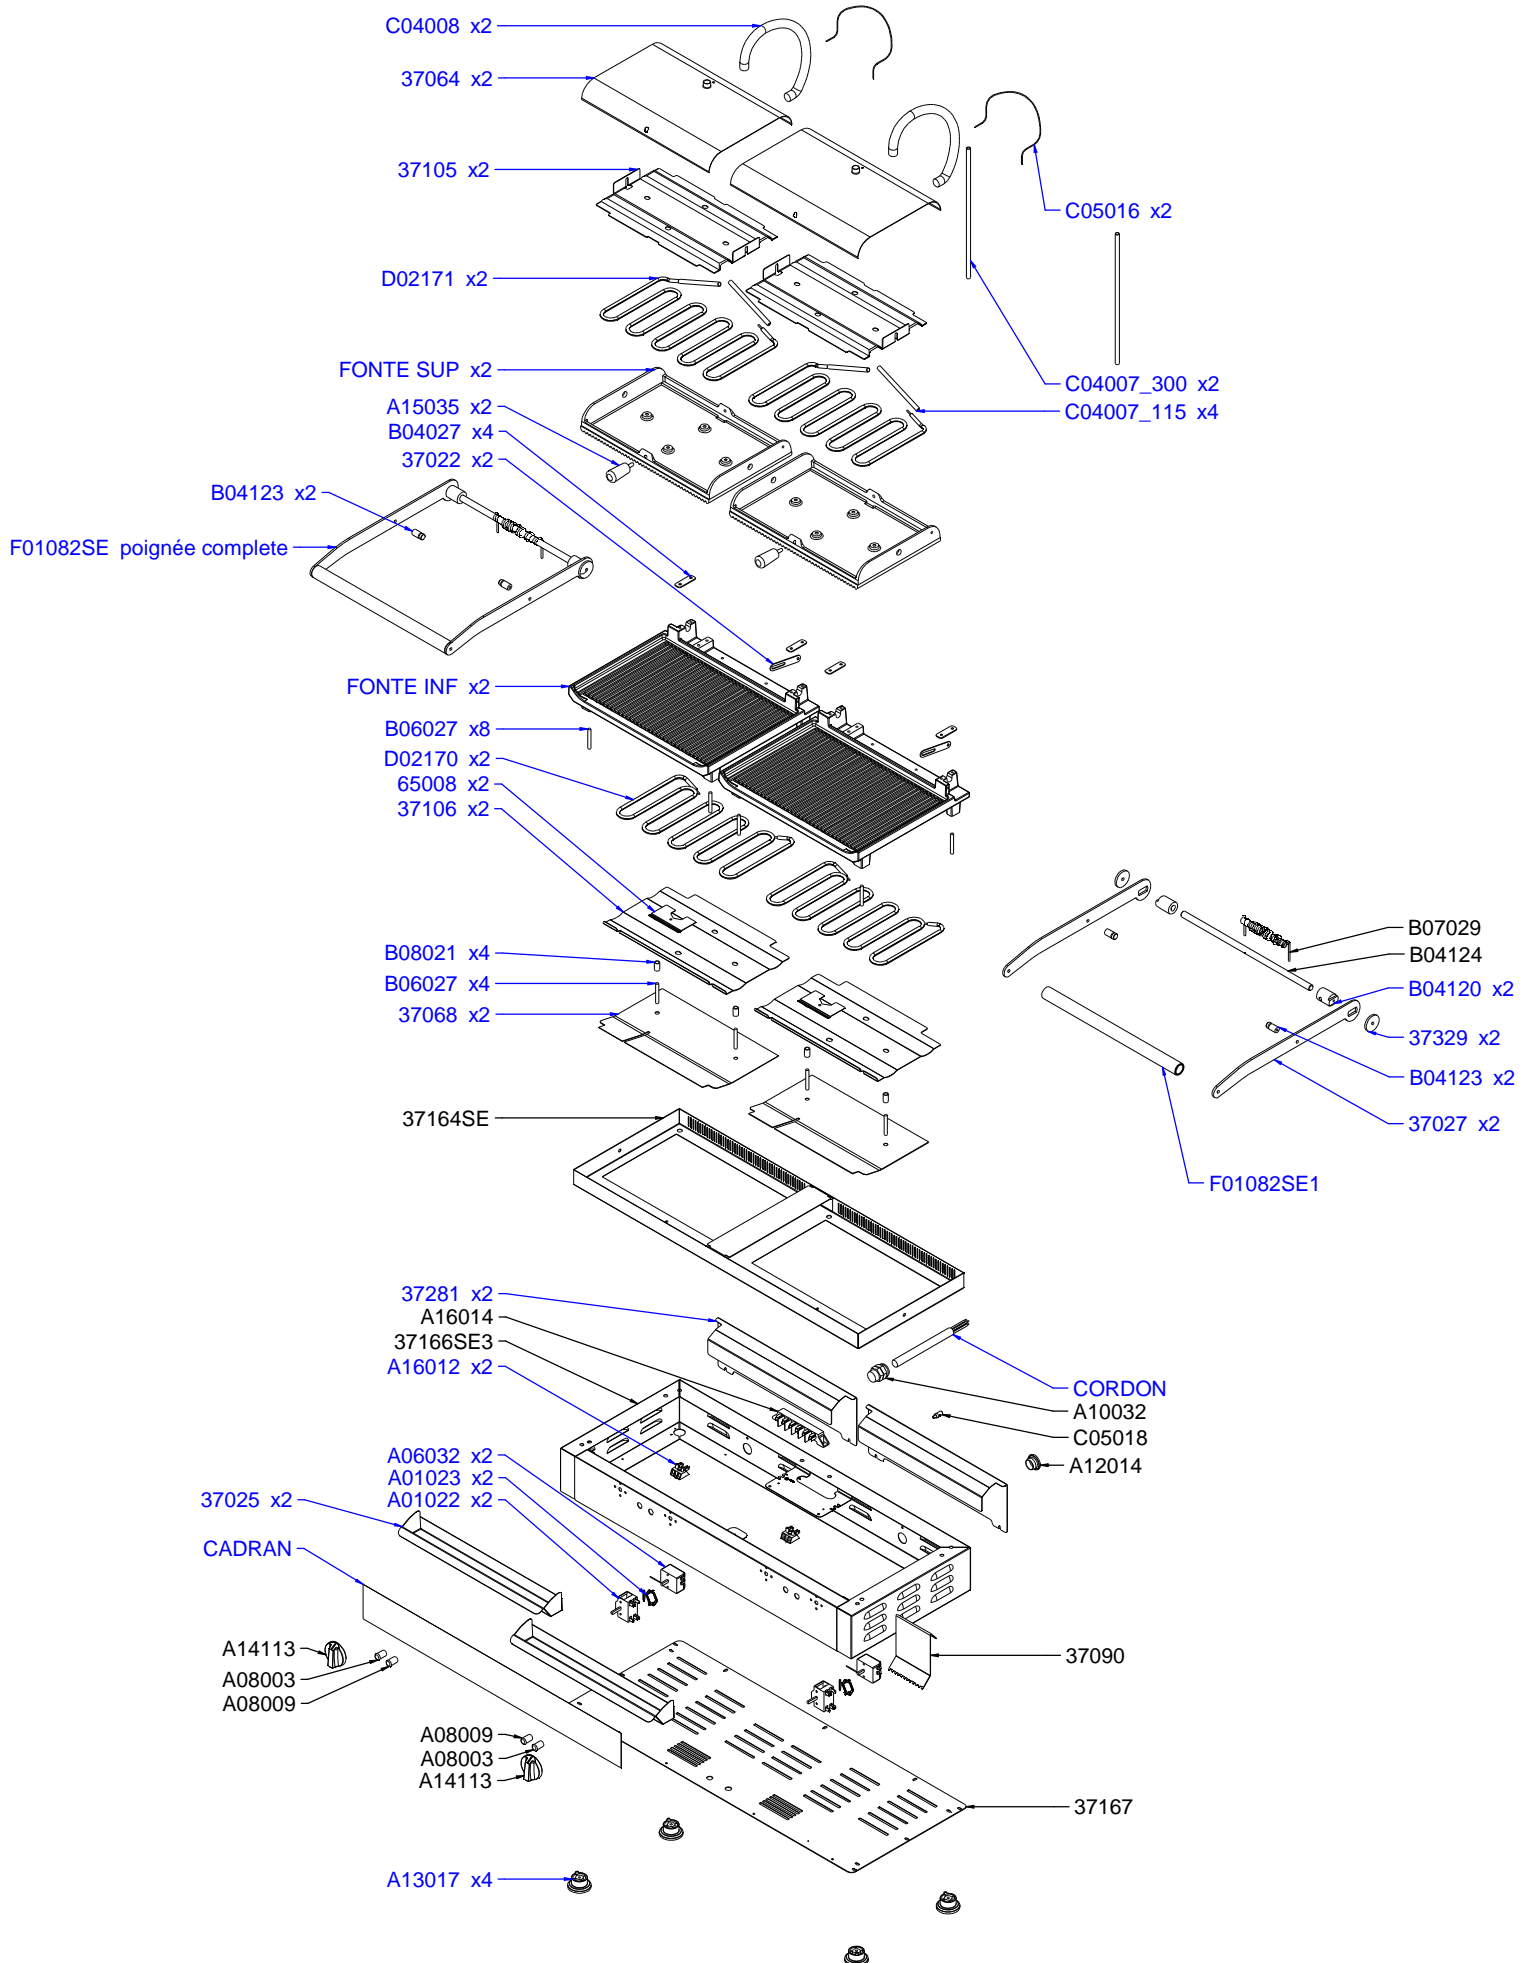 C04008 x2
37064 x2
37105 x2
C05016 x2
D02171 x2
FONTE SUP x2
C04007_300 x2
A15035 x2
C04007_115 x4
B04027 x4
37022 x2
B04123 x2
F01082SE poignée complete
FONTE INF x2
B06027 x8
D02170 x2
65008 x2
37106 x2
B07029
B08021 x4
B04124
B06027 x4
B04120 x2
37068 x2
37329 x2
B04123 x2
37164SE
37027 x2
F01082SE1
37281 x2
A16014
37166SE3
A16012 x2
CORDON
A10032
C05018
A06032 x2
A12014
A01023 x2
37025 x2
A01022 x2
CADRAN
A14113
37090
A08003
A08009
A08009
A08003
A14113
37167
A13017 x4